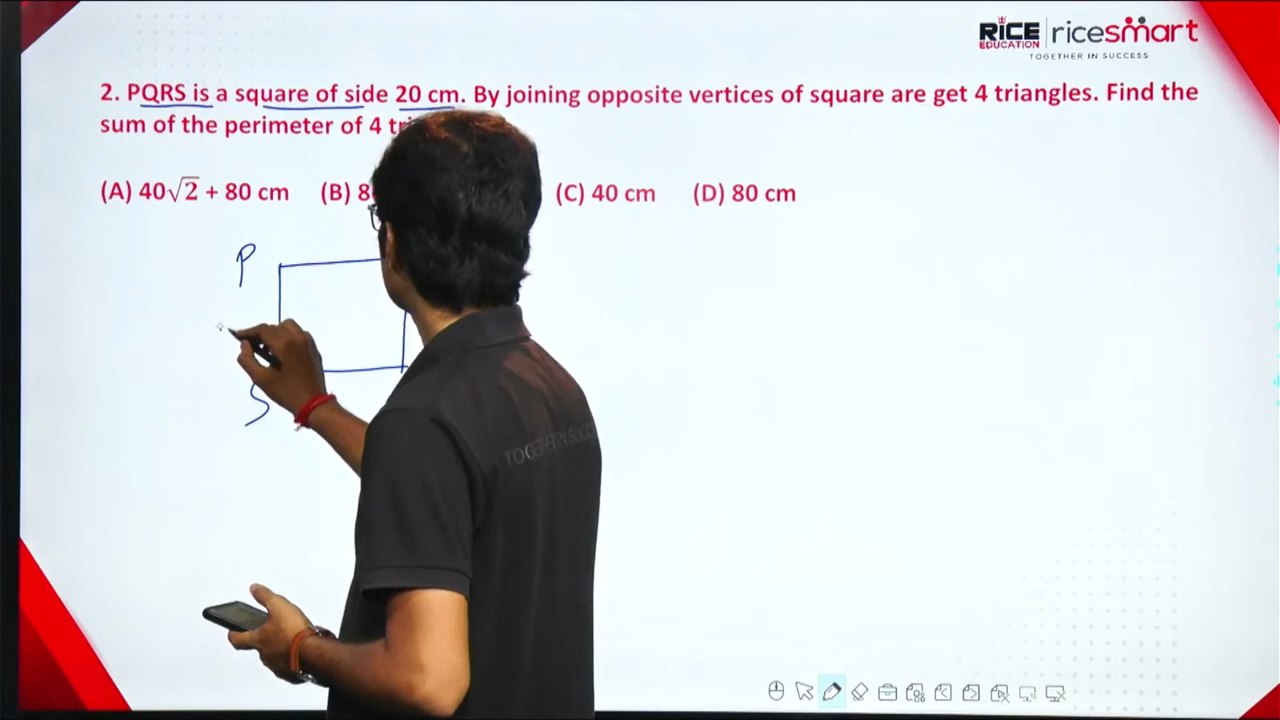 RICE EDUCATION ricesmart
TOGETHER IN SUCCESS
2. PQRS is a square of side 20 cm. By joining opposite vertices of square are get 4 triangles. Find the
sum of the perimeter of 4
(A) 40√2 + 80 cm (B) 8 (C) 40 cm (D) 80 cm
P
S
TOGETHER IN